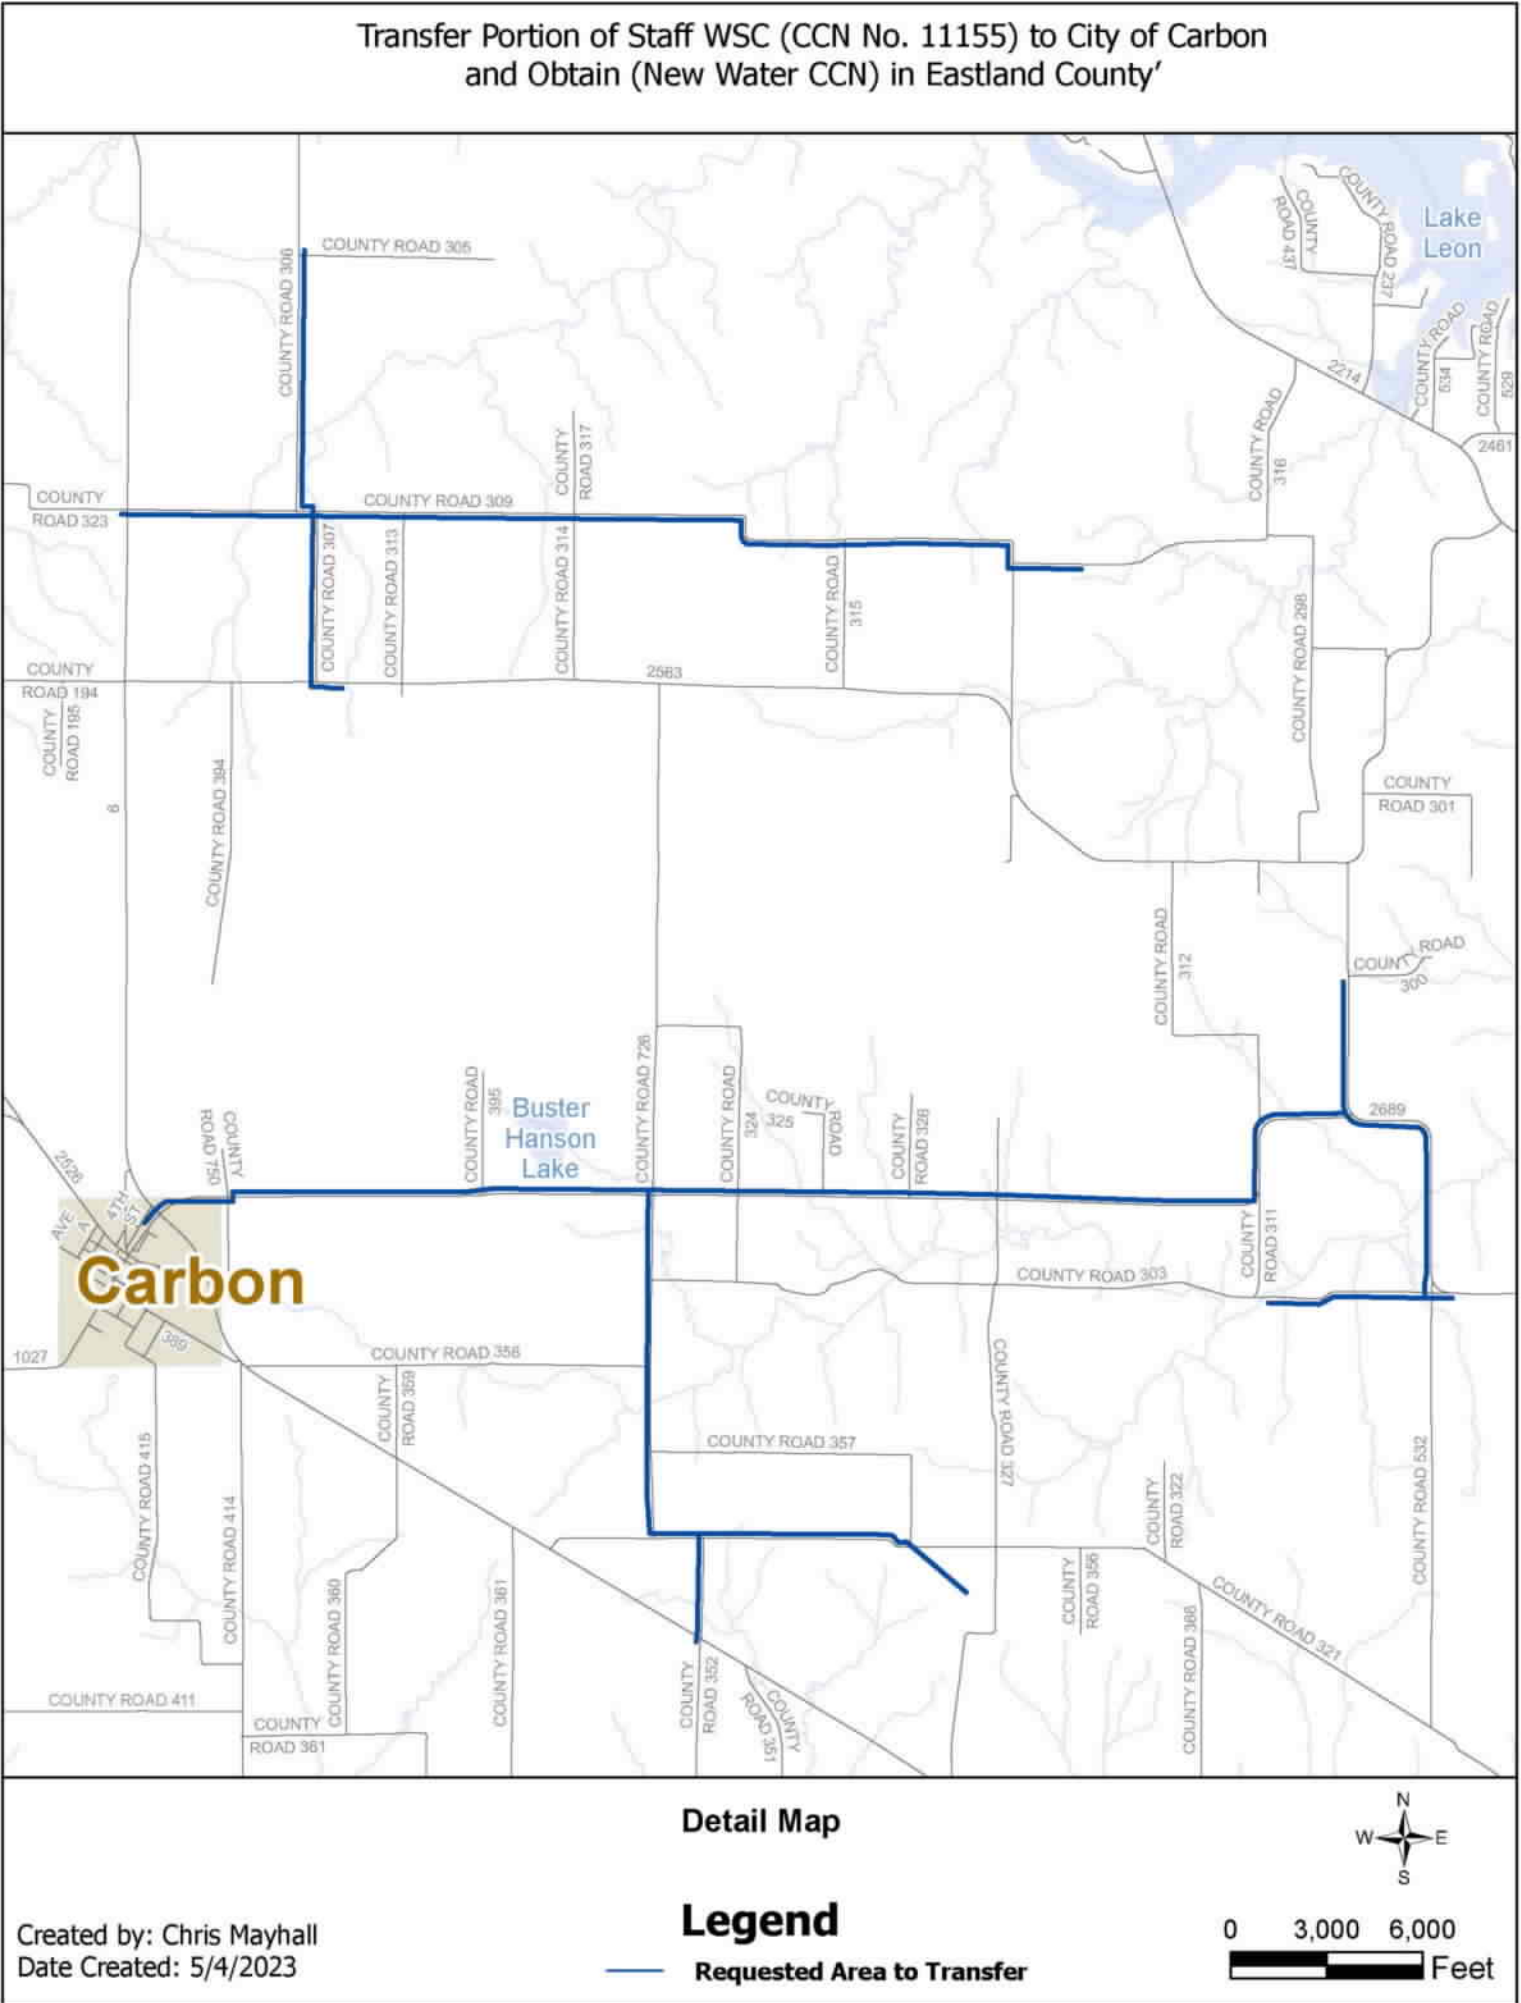 Transfer Portion of Staff WSC (CCN No. 11155) to City of Carbon
and Obtain (New Water CCN) in Eastland County'
COUNTY ROAD 305
COUNTY ROAD 306
COUNTY
ROAD 437
COUNTY ROAD 237
Lake
Leon
2214
COUNTY ROAD
534
COUNTY ROAD
529
2461
COUNTY ROAD
316
COUNTY
ROAD 317
COUNTY
ROAD 323
COUNTY ROAD 309
COUNTY ROAD 307
COUNTY ROAD 313
COUNTY ROAD 314
COUNTY ROAD
315
COUNTY ROAD 298
COUNTY
ROAD 194
2563
COUNTY
ROAD 195
6
COUNTY ROAD 394
COUNTY
ROAD 301
COUNTY ROAD
312
COUNTY ROAD
300
COUNTY ROAD
395
Buster
Hanson
Lake
COUNTY ROAD 726
COUNTY ROAD
324
COUNTY ROAD
325
COUNTY
ROAD 328
2689
2526
COUNTY
ROAD 750
AVE
A
4TH
ST
Carbon
389
1027
COUNTY
ROAD 311
COUNTY ROAD 303
COUNTY ROAD 358
COUNTY
ROAD 359
COUNTY ROAD 327
COUNTY ROAD 357
COUNTY ROAD 415
COUNTY ROAD 414
COUNTY
ROAD 322
COUNTY ROAD 532
COUNTY ROAD 360
COUNTY ROAD 361
COUNTY
ROAD 356
COUNTY ROAD 321
COUNTY ROAD 366
COUNTY
ROAD 352
COUNTY
ROAD 351
COUNTY ROAD 411
COUNTY
ROAD 361
Detail Map
N
W E
S
Legend
Requested Area to Transfer
Created by: Chris Mayhall
Date Created: 5/4/2023
0 3,000 6,000
Feet